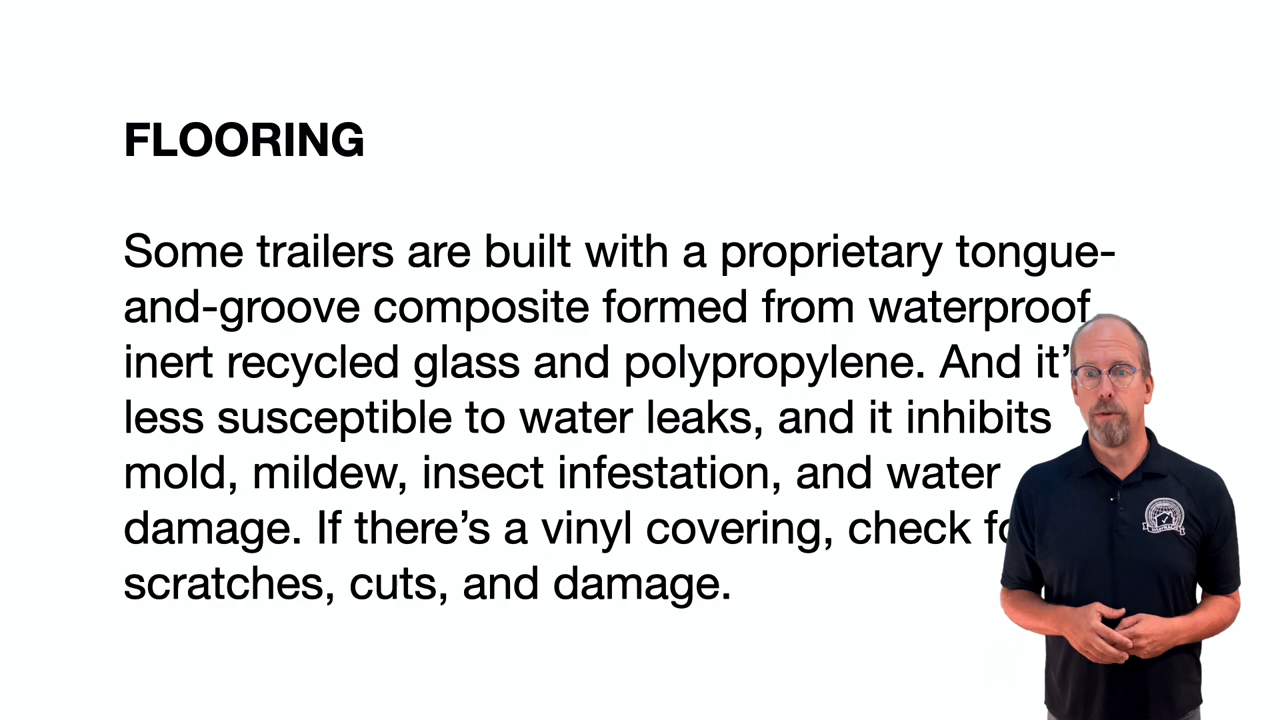 FLOORING
Some trailers are built with a proprietary tongue-
and-groove composite formed from waterproof
inert recycled glass and polypropylene. And it’
less susceptible to water leaks, and it inhibits
mold, mildew, insect infestation, and water
damage. If there’s a vinyl covering, check
scratches, cuts, and damage.